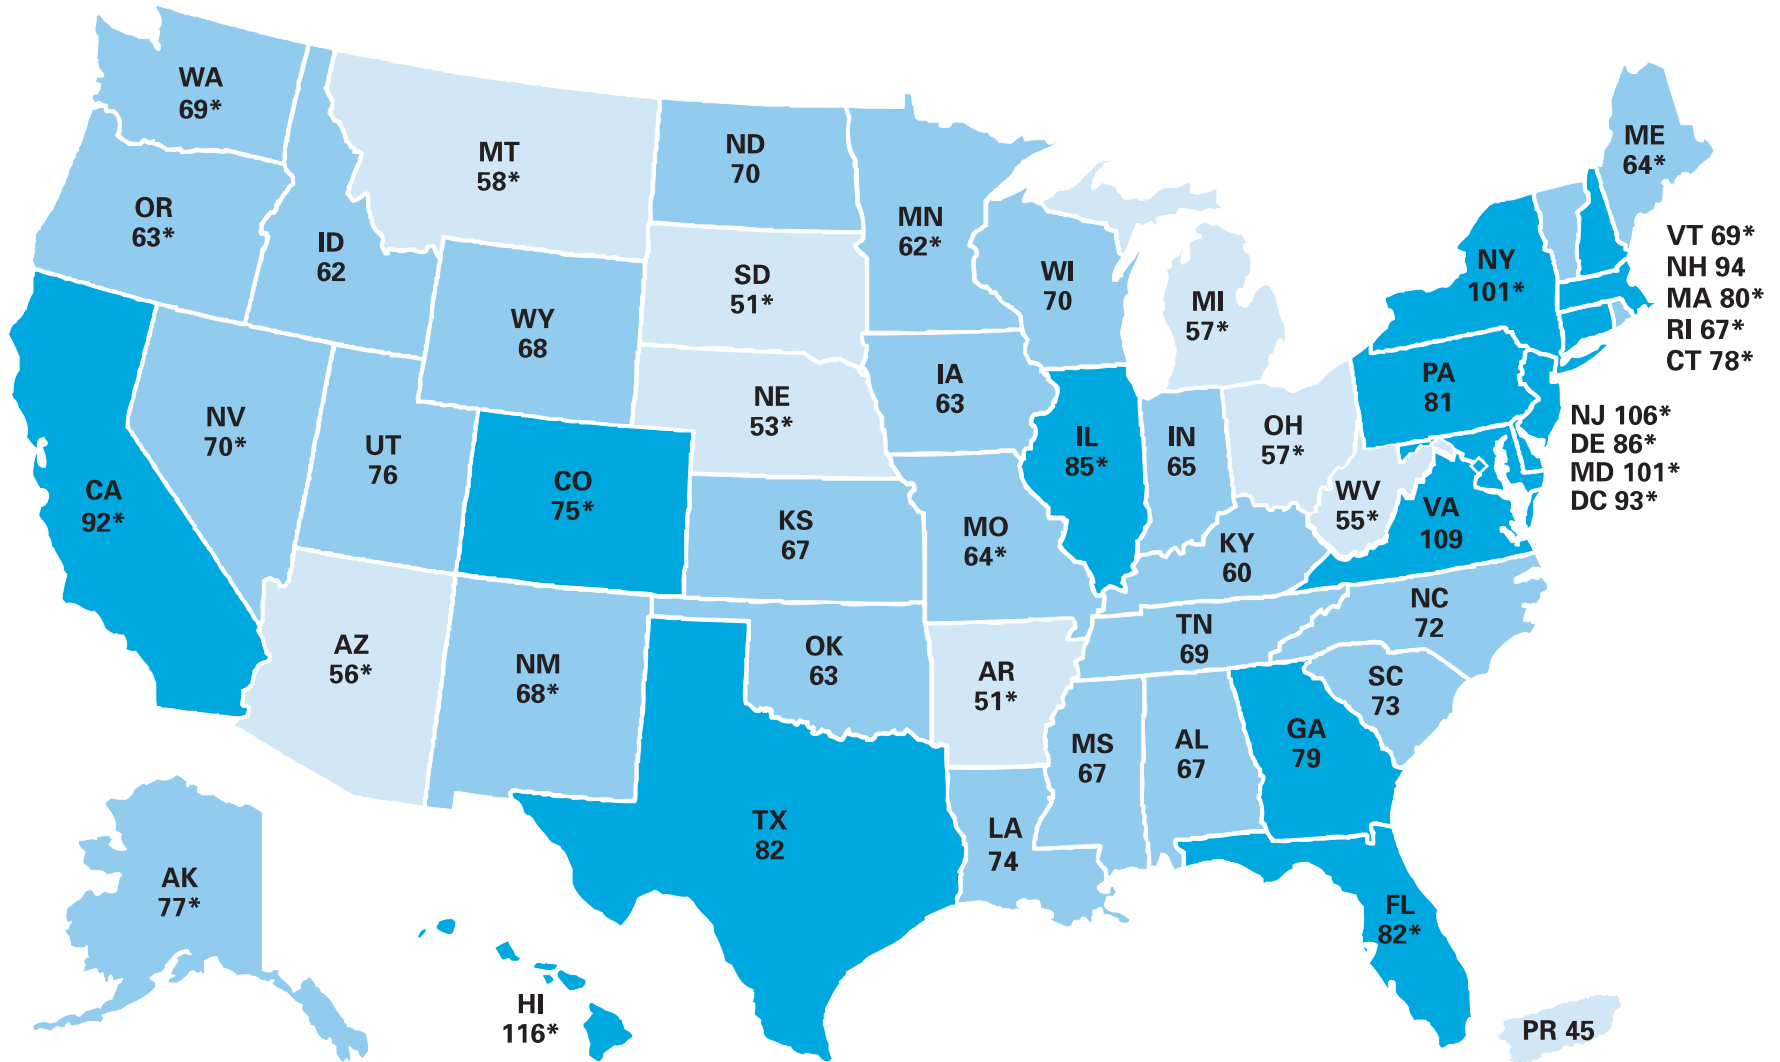 WA
69*
MT
58*
ND
70
ME
64*
OR
63*
ID
62
MN
62*
VT 69*
NH 94
MA 80*
RI 67*
CT 78*
SD
51*
WI
70
NY
101*
MI
57*
WY
68
IA
63
PA
81
NE
53*
NV
70*
UT
76
IL
85*
IN
65
OH
57*
NJ 106*
DE 86*
MD 101*
DC 93*
CA
92*
CO
75*
KS
67
MO
64*
WV
55*
VA
109
KY
60
NC
72
TN
69
AZ
56*
NM
68*
OK
63
AR
51*
SC
73
MS
67
AL
67
GA
79
TX
82
LA
74
AK
77*
FL
82*
HI
116*
PR 45